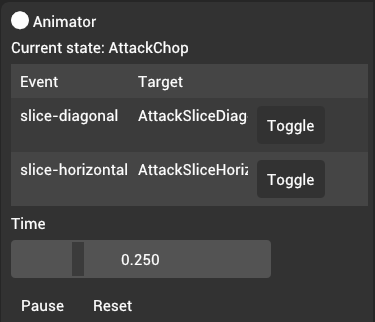 Animator
Current state: AttackChop
Event Target
slice-diagonal AttackSliceDiag Toggle
slice-horizontal AttackSliceHoriz Toggle
Time
0.250
Pause Reset